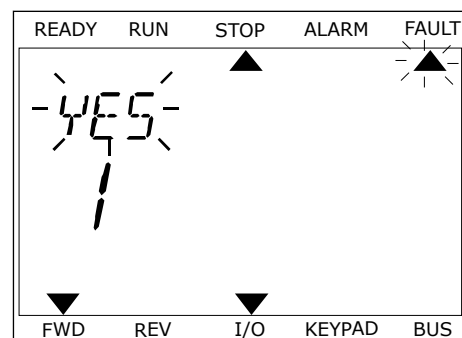 READY RUN STOP ALARM FAULT
YES
1
FWD REV I/O KEYPAD BUS